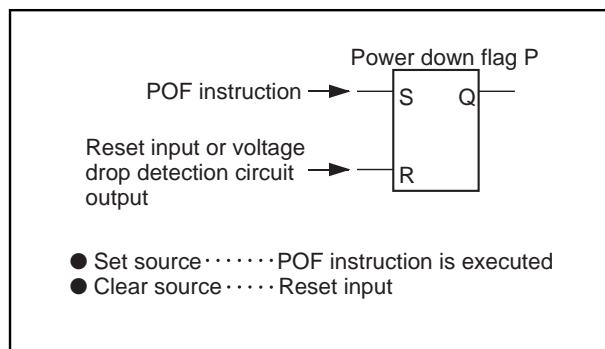 Power down flag P
POF instruction
S
Q
Reset input or voltage
drop detection circuit
output
R
● Set source ······· POF instruction is executed
● Clear source ····· Reset input